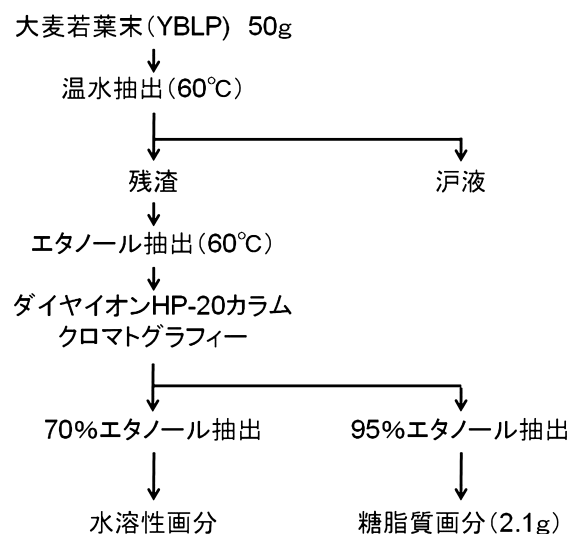 大麦若葉末(YBLP) 50g
温水抽出(60℃)
残渣
沪液
エタノール抽出(60℃)
ダイヤイオンHP-20カラム
クロマトグラフィー
70%エタノール抽出
95%エタノール抽出
水溶性画分
糖脂質画分(2.1g)